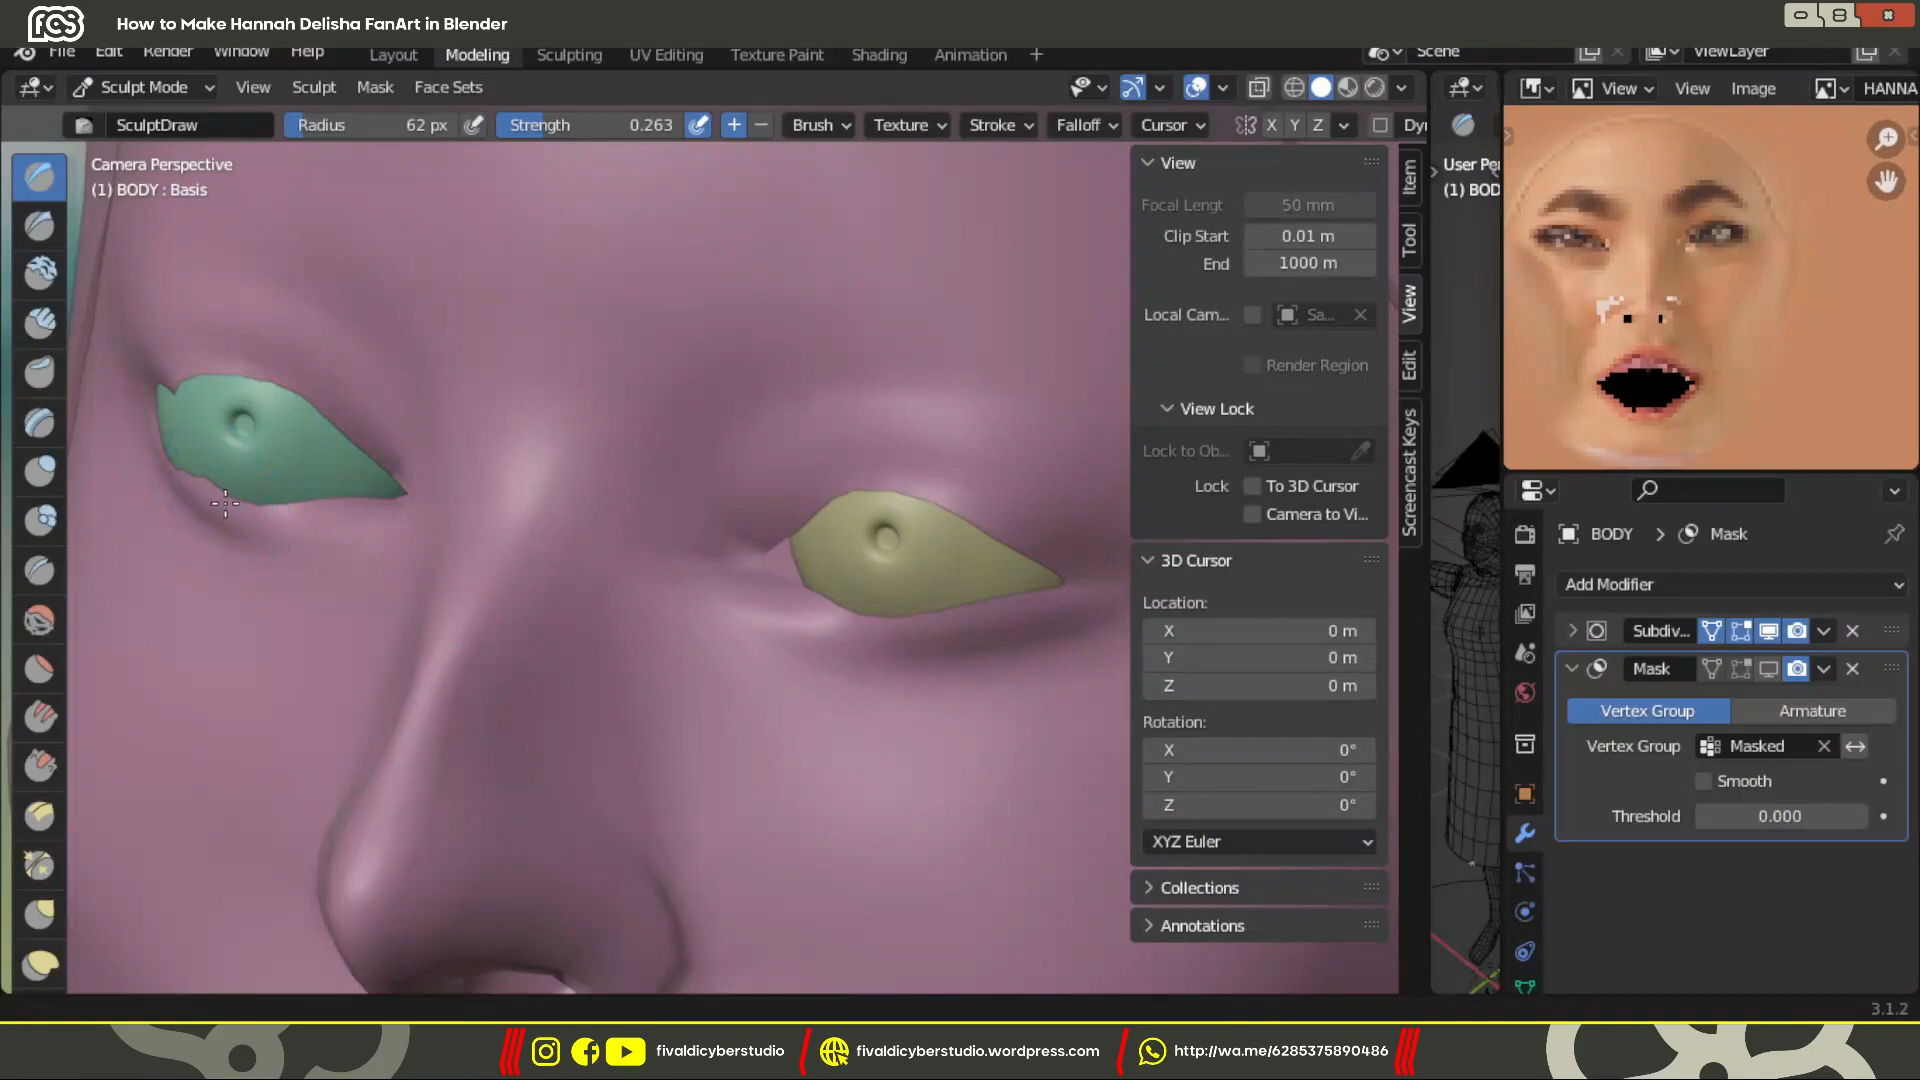 FCS
How to Make Hannah Delisha FanArt in Blender
File Edit Render Window Help
Layout Modeling Sculpting UV Editing Texture Paint Shading Animation +
Scene
ViewLayer
Sculpt Mode View Sculpt Mask Face Sets
View View Image HANNA
SculptDraw Radius 62 px Strength 0.263 Brush Texture Stroke Falloff Cursor X Y Z Dy
Camera Perspective
(1) BODY : Basis
View
Focal Lengt 50 mm
Clip Start 0.01 m
End 1000 m
Local Cam... Sa...
Render Region
View Lock
Lock to Ob...
Lock To 3D Cursor
Camera to Vi...
3D Cursor
Location:
X 0 m
Y 0 m
Z 0 m
Rotation:
X 0°
Y 0°
Z 0°
XYZ Euler
Collections
Annotations
Item
Tool
View
Edit
Screencast Keys
User Pe
(1) BOD
BODY Mask
Add Modifier
Subdiv...
Mask
Vertex Group Armature
Vertex Group Masked
Smooth
Threshold 0.000
3.1.2
fivaldicyberstudio
fivaldicyberstudio.wordpress.com
http://wa.me/6285375890486